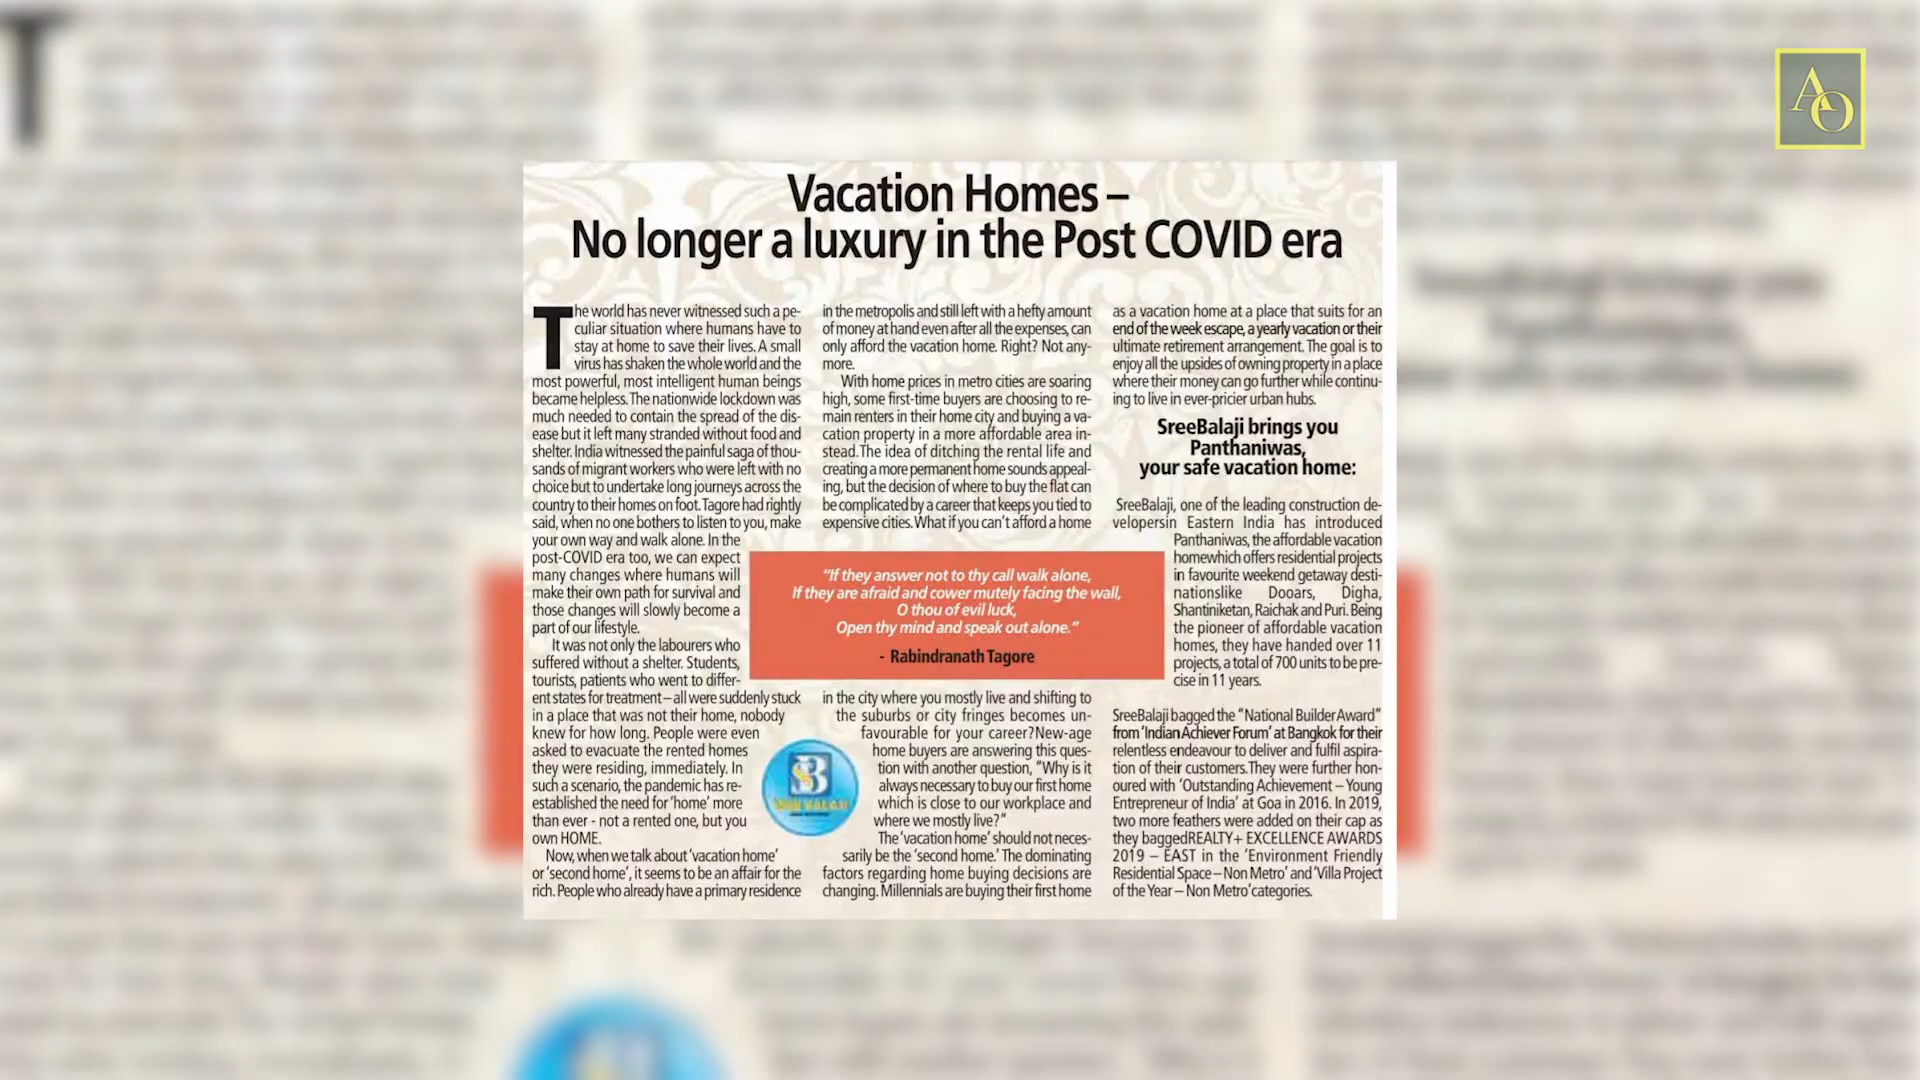 AO
Vacation Homes –
No longer a luxury in the Post COVID era
The world has never witnessed such a pe-
culiar situation where humans have to
stay at home to save their lives. A small
virus has shaken the whole world and the
most powerful, most intelligent human beings
became helpless. The nationwide lockdown was
much needed to contain the spread of the dis-
ease but it left many stranded without food and
shelter. India witnessed the painful saga of thou-
sands of migrant workers who were left with no
choice but to undertake long journeys across the
country to their homes on foot. Tagore had rightly
said, when no one bothers to listen to you, make
your own way and walk alone. In the
post-COVID era too, we can expect
many changes where humans will
make their own path for survival and
those changes will slowly become a
part of our lifestyle.
It was not only the labourers who
suffered without a shelter. Students,
tourists, patients who went to differ-
ent states for treatment – all were suddenly stuck
in a place that was not their home, nobody
knew for how long. People were even
asked to evacuate the rented homes
they were residing, immediately. In
such a scenario, the pandemic has re-
established the need for 'home' more
than ever - not a rented one, but you
own HOME.
Now, when we talk about 'vacation home'
or 'second home', it seems to be an affair for the
rich. People who already have a primary residence
in the metropolis and still left with a hefty amount
of money at hand even after all the expenses, can
only afford the vacation home. Right? Not any-
more.
With home prices in metro cities are soaring
high, some first-time buyers are choosing to re-
main renters in their home city and buying a va-
cation property in a more affordable area in-
stead. The idea of ditching the rental life and
creating a more permanent home sounds appeal-
ing, but the decision of where to buy the flat can
be complicated by a career that keeps you tied to
expensive cities. What if you can't afford a home
"If they answer not to thy call walk alone,
If they are afraid and cower mutely facing the wall,
O thou of evil luck,
Open thy mind and speak out alone."
- Rabindranath Tagore
in the city where you mostly live and shifting to
the suburbs or city fringes becomes un-
favourable for your career? New-age
home buyers are answering this ques-
tion with another question, "Why is it
always necessary to buy our first home
which is close to our workplace and
where we mostly live?"
The 'vacation home' should not neces-
sarily be the 'second home.' The dominating
factors regarding home buying decisions are
changing. Millennials are buying their first home
as a vacation home at a place that suits for an
end of the week escape, a yearly vacation or their
ultimate retirement arrangement. The goal is to
enjoy all the upsides of owning property in a place
where their money can go further while continu-
ing to live in ever-pricier urban hubs.
SreeBalaji brings you
Panthaniwas,
your safe vacation home:
SreeBalaji, one of the leading construction de-
velopersin Eastern India has introduced
Panthaniwas, the affordable vacation
homewhich offers residential projects
in favourite weekend getaway desti-
nationslike Dooars, Digha,
Shantiniketan, Raichak and Puri. Being
the pioneer of affordable vacation
homes, they have handed over 11
projects, a total of 700 units to be pre-
cise in 11 years.
SreeBalaji bagged the "National Builder Award"
from 'Indian Achiever Forum' at Bangkok for their
relentless endeavour to deliver and fulfil aspira-
tion of their customers. They were further hon-
oured with 'Outstanding Achievement – Young
Entrepreneur of India' at Goa in 2016. In 2019,
two more feathers were added on their cap as
they baggedREALTY+ EXCELLENCE AWARDS
2019 – EAST in the 'Environment Friendly
Residential Space – Non Metro' and 'Villa Project
of the Year – Non Metro' categories.